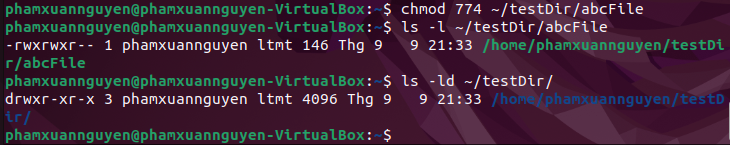 phamxuannguyen@phamxuannguyen-VirtualBox:~$ chmod 774 ~/testDir/abcFile
phamxuannguyen@phamxuannguyen-VirtualBox:~$ ls -l ~/testDir/abcFile
-rwxrwxr-- 1 phamxuannguyen ltmt 146 Thg 9   9 21:33 /home/phamxuannguyen/testDi
r/abcFile
phamxuannguyen@phamxuannguyen-VirtualBox:~$ ls -ld ~/testDir/
drwxr-xr-x 3 phamxuannguyen ltmt 4096 Thg 9   9 21:33 /home/phamxuannguyen/testD
ir/
phamxuannguyen@phamxuannguyen-VirtualBox:~$